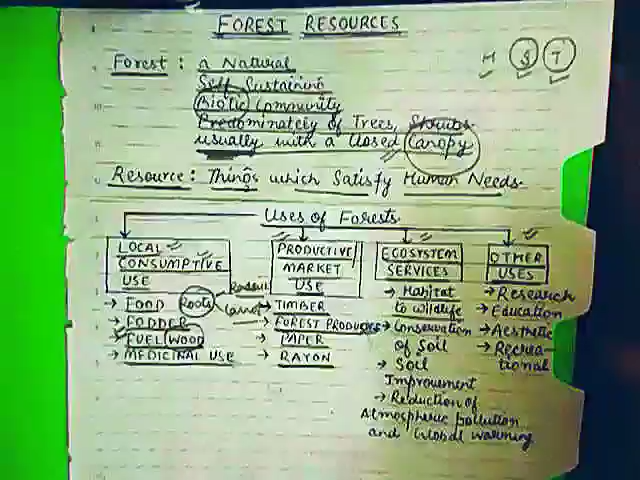 FOREST RESOURCES
H S T
Forest : a Natural
Self Sustaining
Biotic Community
Predominately of Trees, Shrubs
usually with a closed Canopy
Resource: Things which Satisfy Human Needs.
Uses of Forests.
LOCAL
CONSUMPTIVE
USE
→ FOOD Roots
→ FODDER
→ FUEL WOOD
→ MEDICINAL USE
PRODUCTIVE/
MARKET
USE
→ TIMBER
→ FOREST PRODUCES
→ PAPER
→ RAYON
ECOSYSTEM
SERVICES
→ Habitat
to wildlife
→ Conservation
of Soil
→ Soil
Improvement
→ Reduction of
Atmospheric pollution
and Global warming
OTHER
USES
→ Research
→ Education
→ Aesthetic
→ Recrea-
tional